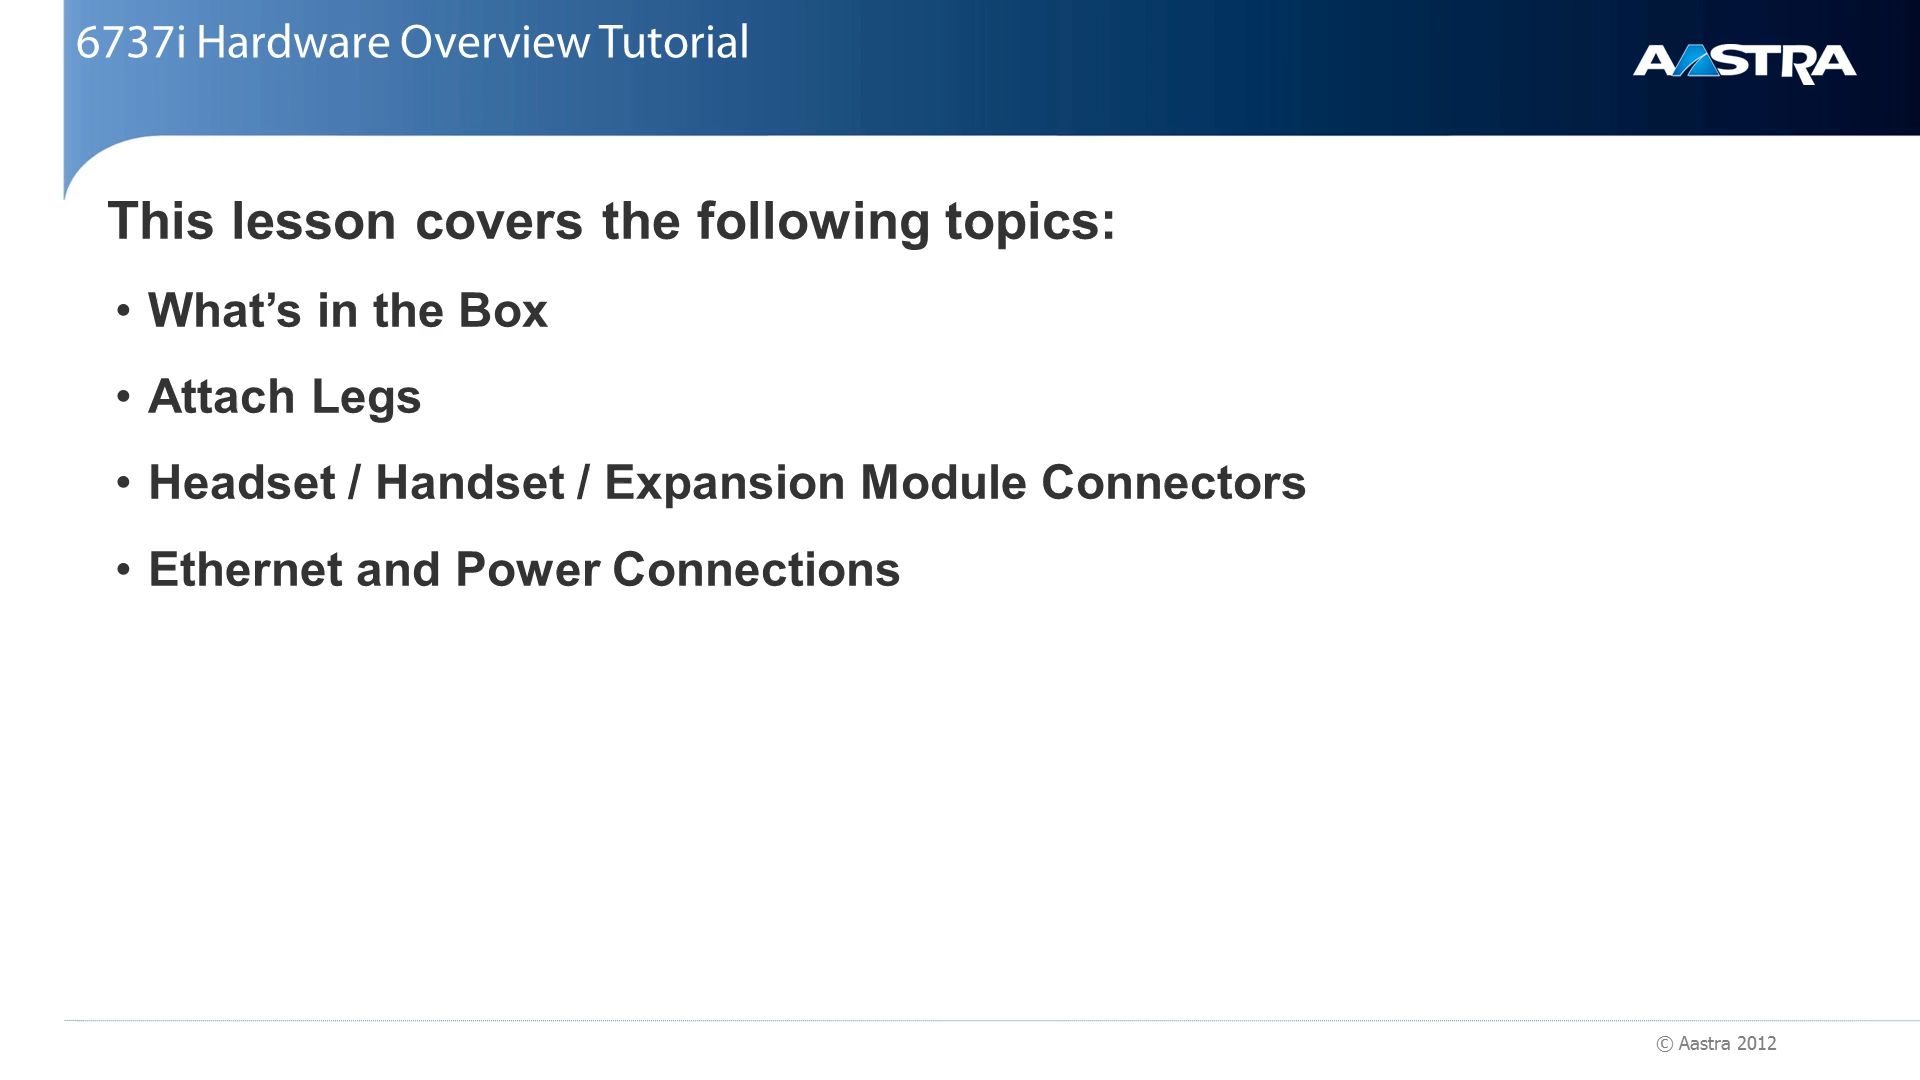 6737i Hardware Overview Tutorial
AASTRA
This lesson covers the following topics:
• What’s in the Box
• Attach Legs
• Headset / Handset / Expansion Module Connectors
• Ethernet and Power Connections
© Aastra 2012